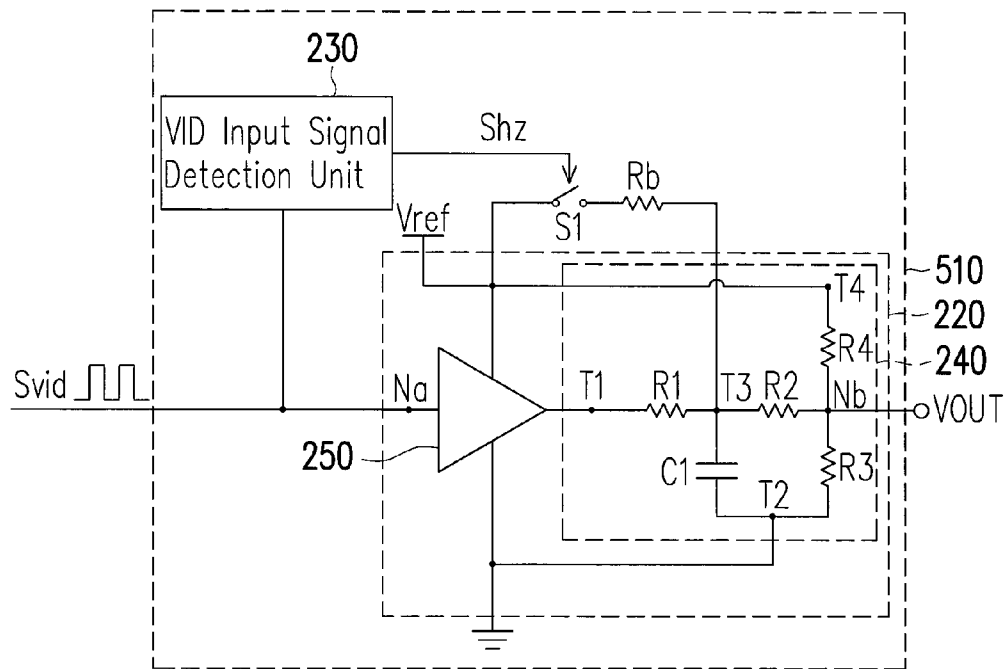 230
VID Input Signal
Detection Unit
Shz
Rb
S1
Vref
510
T4
220
R4
240
Svid
Na
T1
R1
T3
R2
Nb
VOUT
250
C1
R3
T2